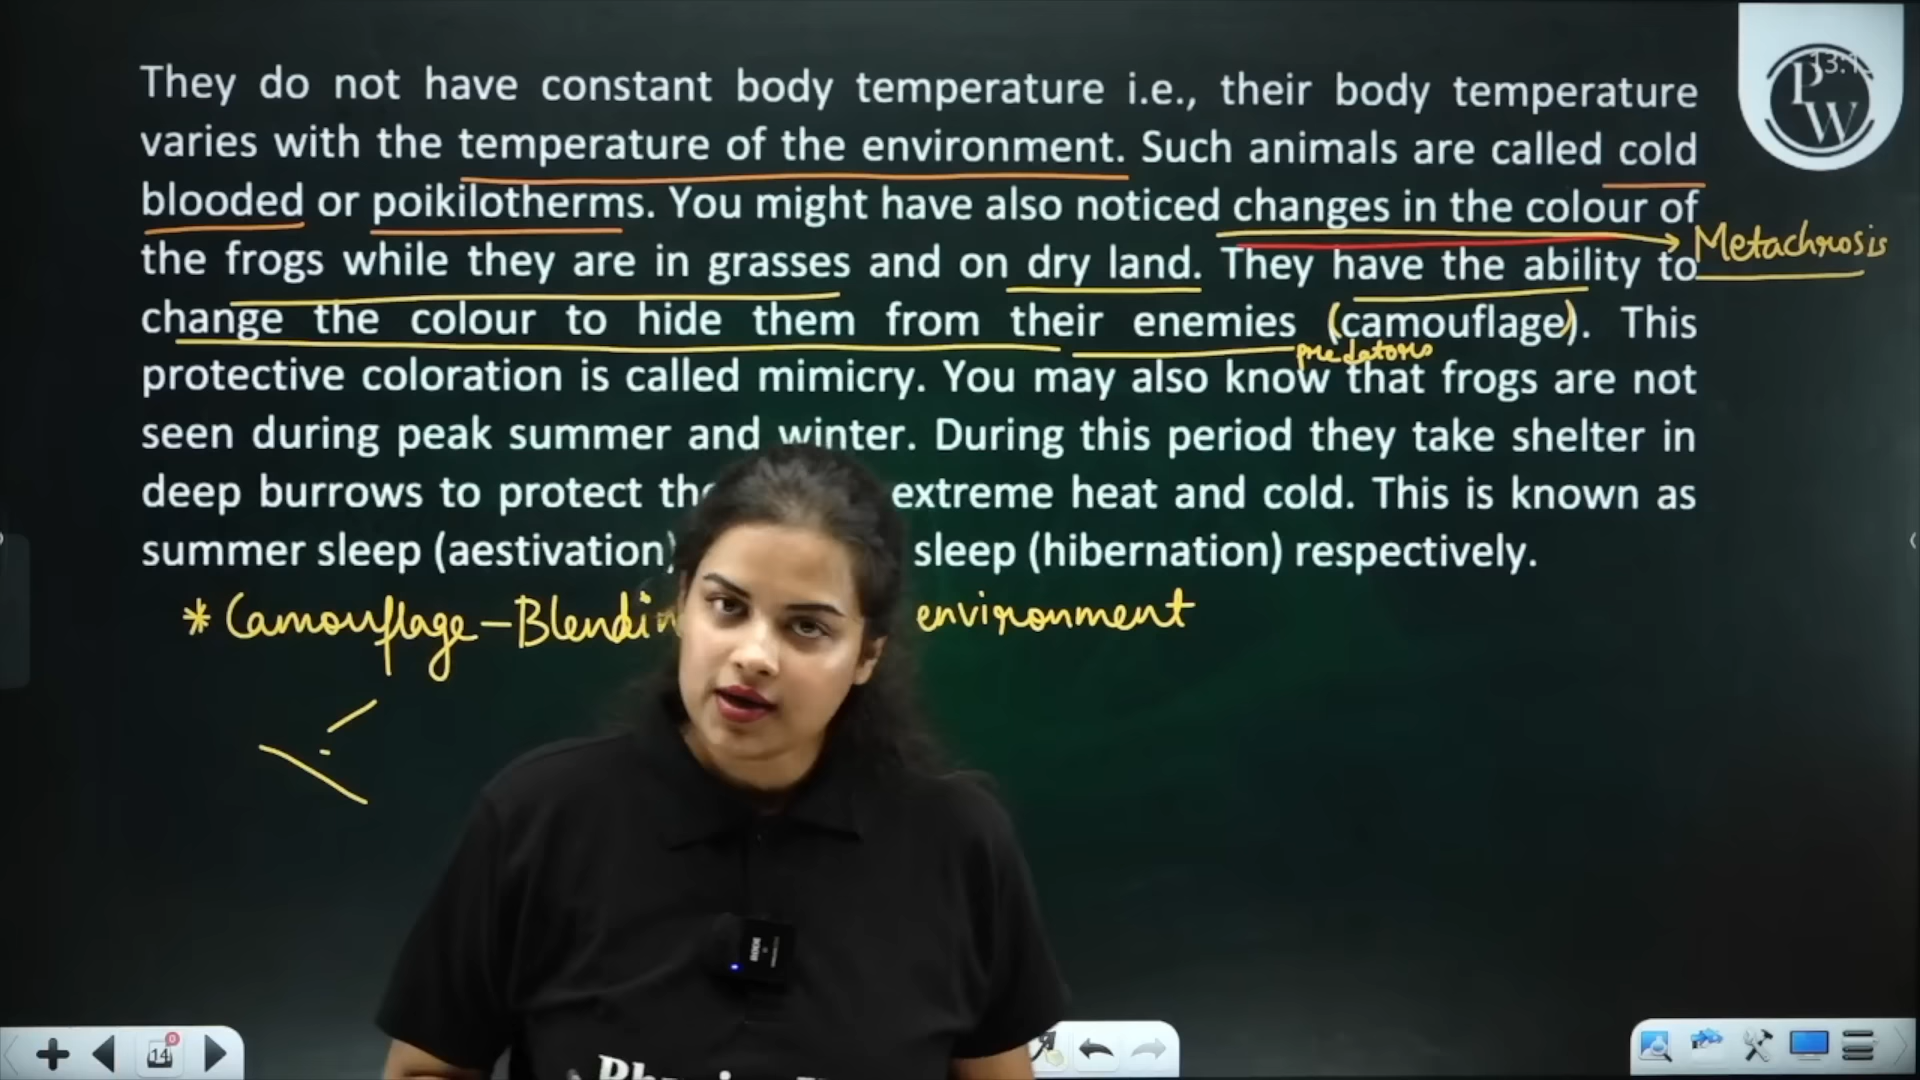 They do not have constant body temperature i.e., their body temperature
varies with the temperature of the environment. Such animals are called cold
blooded or poikilotherms. You might have also noticed changes in the colour of
Metachrosis
the frogs while they are in grasses and on dry land. They have the ability to
change the colour to hide them from their enemies (camouflage). This
predators
protective coloration is called mimicry. You may also know that frogs are not
seen during peak summer and winter. During this period they take shelter in
deep burrows to protect extreme heat and cold. This is known as
summer sleep (aestivation) sleep (hibernation) respectively.
* Camouflage - Blendin environment
PW
14
0